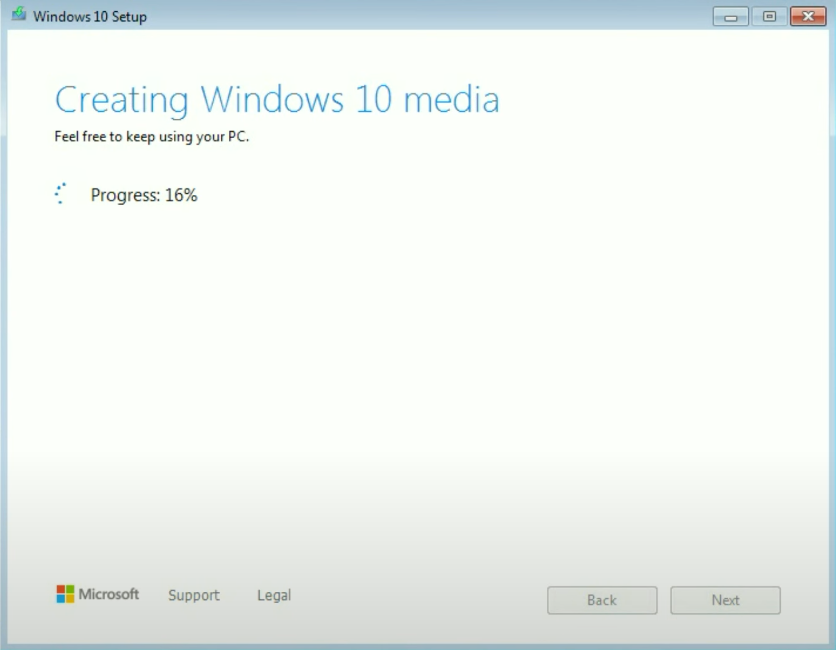 Windows 10 Setup
Creating Windows 10 media
Feel free to keep using your PC.
Progress: 16%
Microsoft Support Legal Back Next